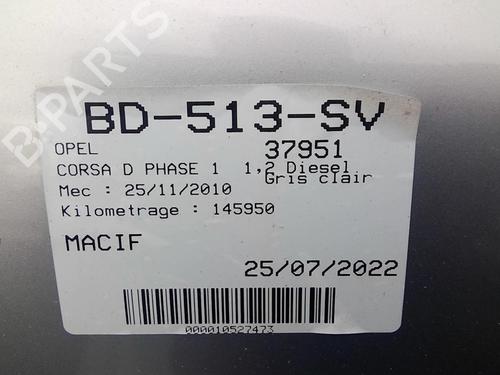 BD-513-SV
OPEL 37951
CORSA D PHASE 1 1,2 Diesel
Gris clair
Mec : 25/11/2010
Kilometrage : 145950
MACIF
25/07/2022
000010527473
B-PARTS